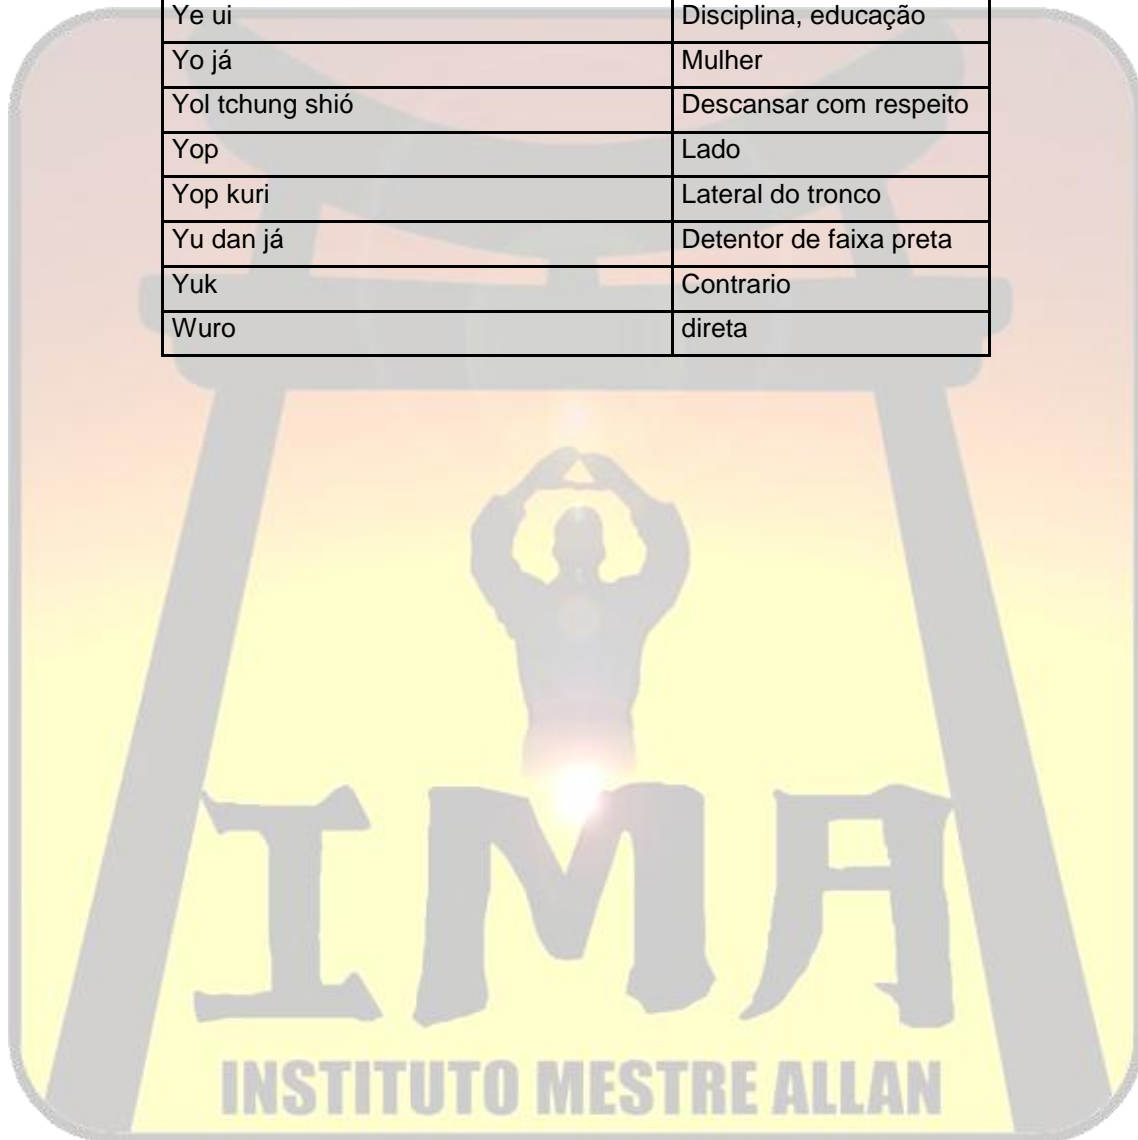 Ye ui Disciplina, educação
Yo já Mulher
Yol tchung shió Descansar com respeito
Yop Lado
Yop kuri Lateral do tronco
Yu dan já Detentor de faixa preta
Yuk Contrario
Wuro direta
IMA
INSTITUTO MESTRE ALLAN